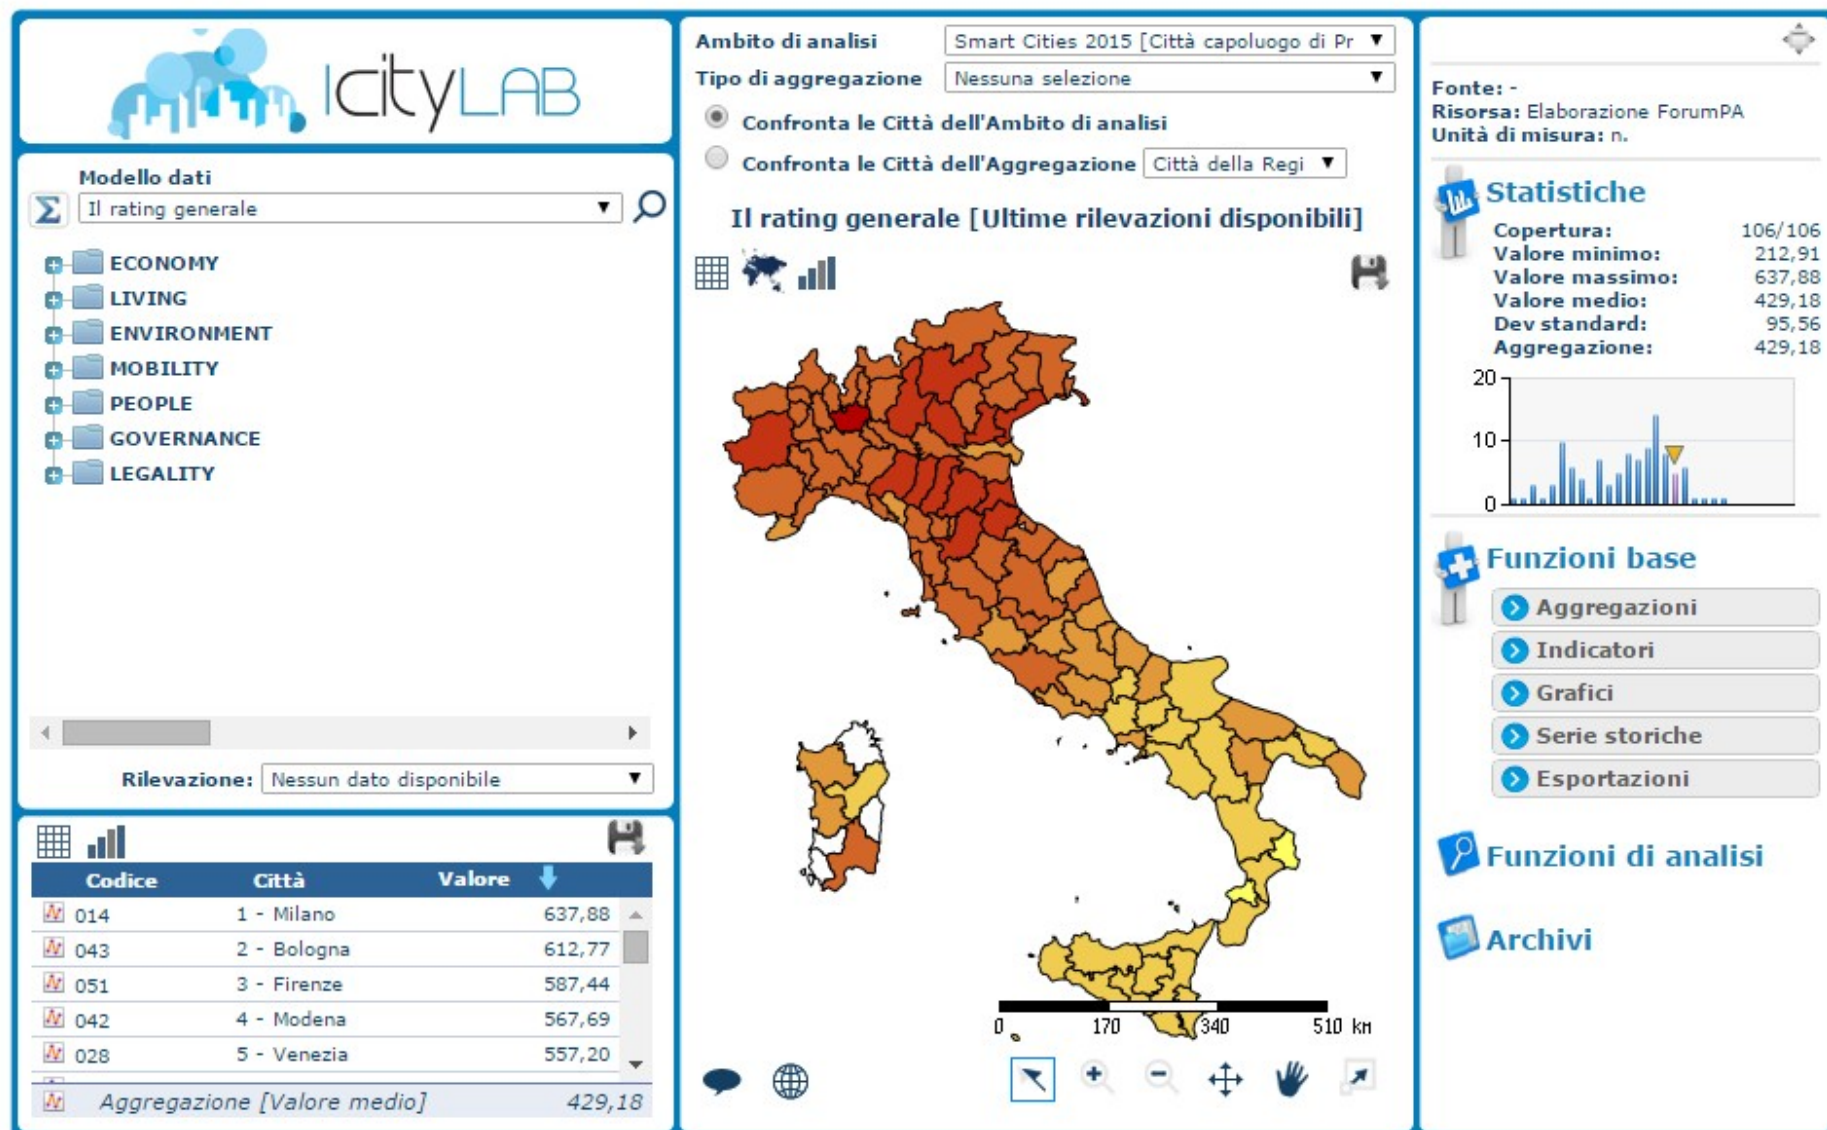 ICITYLAB
Modello dati
Il rating generale
ECONOMY
LIVING
ENVIRONMENT
MOBILITY
PEOPLE
GOVERNANCE
LEGALITY
Rilevazione: Nessun dato disponibile
Codice Città Valore
014 1 - Milano 637,88
043 2 - Bologna 612,77
051 3 - Firenze 587,44
042 4 - Modena 567,69
028 5 - Venezia 557,20
Aggregazione [Valore medio] 429,18
Ambito di analisi Smart Cities 2015 [Città capoluogo di Pr
Tipo di aggregazione Nessuna selezione
Confronta le Città dell'Ambito di analisi
Confronta le Città dell'Aggregazione Città della Regi
Il rating generale [Ultime rilevazioni disponibili]
0 170 340 510 km
Fonte: -
Risorsa: Elaborazione ForumPA
Unità di misura: n.
Statistiche
Copertura: 106/106
Valore minimo: 212,91
Valore massimo: 637,88
Valore medio: 429,18
Dev standard: 95,56
Aggregazione: 429,18
20
10
0
Funzioni base
Aggregazioni
Indicatori
Grafici
Serie storiche
Esportazioni
Funzioni di analisi
Archivi